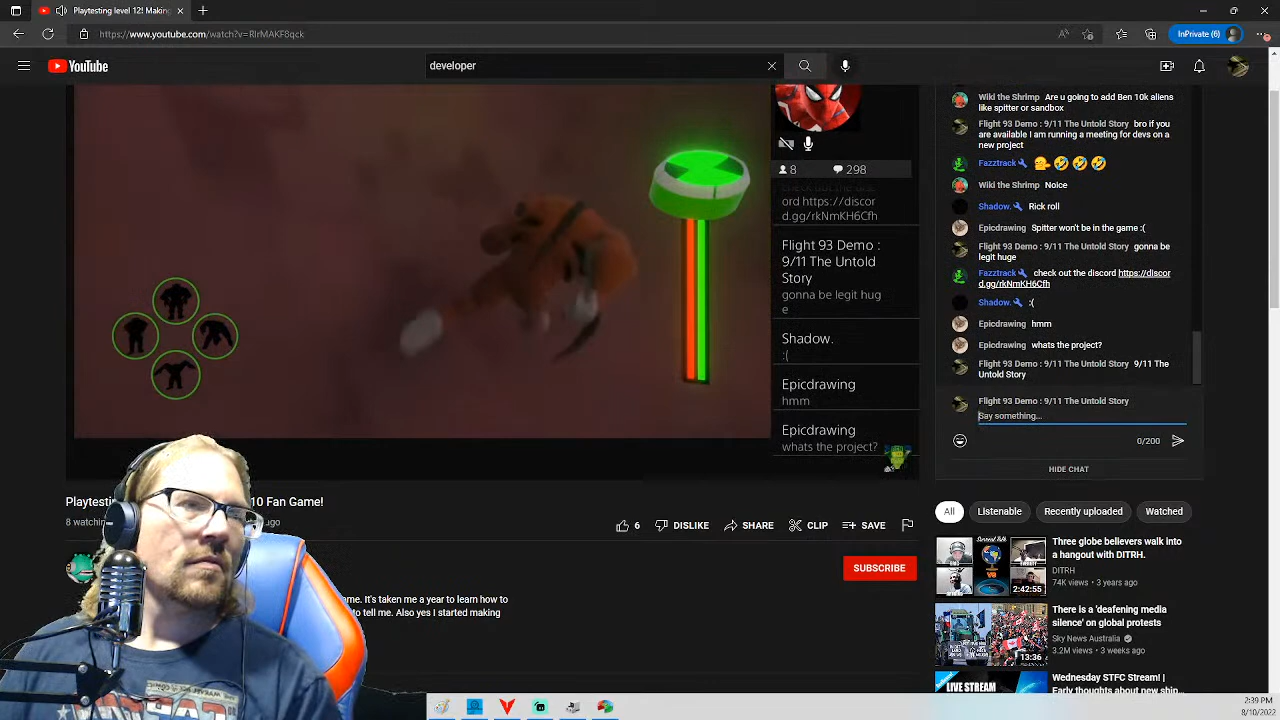 Playtesting level 12! Making
https://www.youtube.com/watch?v=RlrMAKF8qck
InPrivate (6)
YouTube
developer
8
298
ord https://discor
d.gg/rkNmKH6Cfh
Flight 93 Demo :
9/11 The Untold
Story
gonna be legit hug
e
Shadow.
:(
Epicdrawing
hmm
Epicdrawing
whats the project?
Wiki the Shrimp Are u going to add Ben 10k aliens
like spitter or sandbox
Flight 93 Demo : 9/11 The Untold Story bro if you
are available I am running a meeting for devs on a
new project
Fazztrack
Wiki the Shrimp Noice
Shadow. Rick roll
Epicdrawing Spitter won't be in the game :(
Flight 93 Demo : 9/11 The Untold Story gonna be
legit huge
Fazztrack check out the discord https://discor
d.gg/rkNmKH6Cfh
Shadow. :(
Epicdrawing hmm
Epicdrawing whats the project?
Flight 93 Demo : 9/11 The Untold Story 9/11 The
Untold Story
Flight 93 Demo : 9/11 The Untold Story
Say something...
0/200
HIDE CHAT
Playtesting
10 Fan Game!
8 watching
ago
6
DISLIKE
SHARE
CLIP
SAVE
SUBSCRIBE
me. It's taken me a year to learn how to
to tell me. Also yes I started making
All
Listenable
Recently uploaded
Watched
Three globe believers walk into
a hangout with DITRH.
DITRH
74K views • 3 years ago
2:42:55
There is a 'deafening media
silence' on global protests
Sky News Australia
3.2M views • 3 weeks ago
13:36
Wednesday STFC Stream! |
Early thoughts about new ship...
LIVE STREAM
2:39 PM
8/10/2022